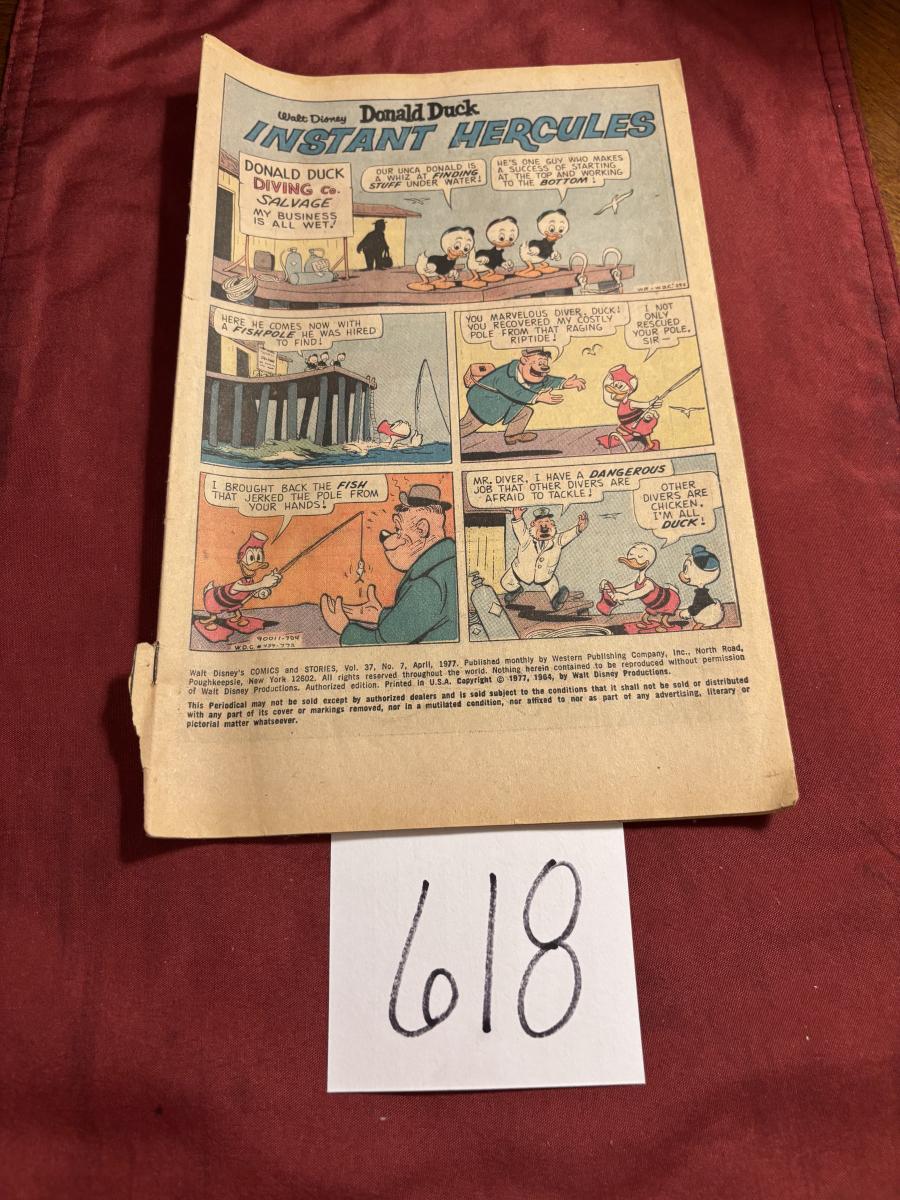 Walt Disney Donald Duck
INSTANT HERCULES
DONALD DUCK
DIVING Co.
SALVAGE
MY BUSINESS
IS ALL WET!
OUR UNCA DONALD IS
A WHIZ AT FINDING
STUFF UNDER WATER!
HE'S ONE GUY WHO MAKES
A SUCCESS OF STARTING
AT THE TOP AND WORKING
TO THE BOTTOM!
HERE HE COMES NOW WITH
A FISHPOLE HE WAS HIRED
TO FIND!
YOU MARVELOUS DIVER, DUCK!
YOU RECOVERED MY COSTLY
POLE FROM THAT RAGING
RIPTIDE!
I NOT
ONLY
RESCUED
YOUR POLE,
SIR—
I BROUGHT BACK THE FISH
THAT JERKED THE POLE FROM
YOUR HANDS!
90011-704
MR. DIVER, I HAVE A DANGEROUS
JOB THAT OTHER DIVERS ARE
AFRAID TO TACKLE!
OTHER
DIVERS ARE
CHICKEN.
I'M ALL
DUCK!
Walt Disney's COMICS and STORIES, Vol. 37, No. 7, April, 1977. Published monthly by Western Publishing Company, Inc., North Road,
Poughkeepsie, New York 12602. All rights reserved throughout the world. Nothing herein contained to be reproduced without permission
of Walt Disney Productions. Authorized edition. Printed in U.S.A. Copyright © 1977, 1964, by Walt Disney Productions.
This Periodical may not be sold except by authorized dealers and is sold subject to the conditions that it shall not be sold or distributed
with any part of its cover or markings removed, nor in a mutilated condition, nor affixed to nor as part of any advertising, literary or
pictorial matter whatsoever.
618